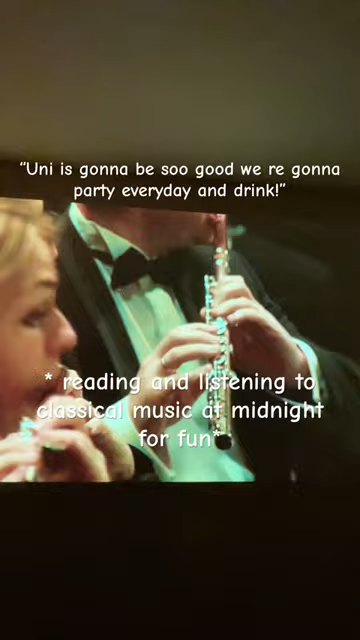 “Uni is gonna be soo good we re gonna
party everyday and drink!”
* reading and listening to
classical music at midnight
for fun*